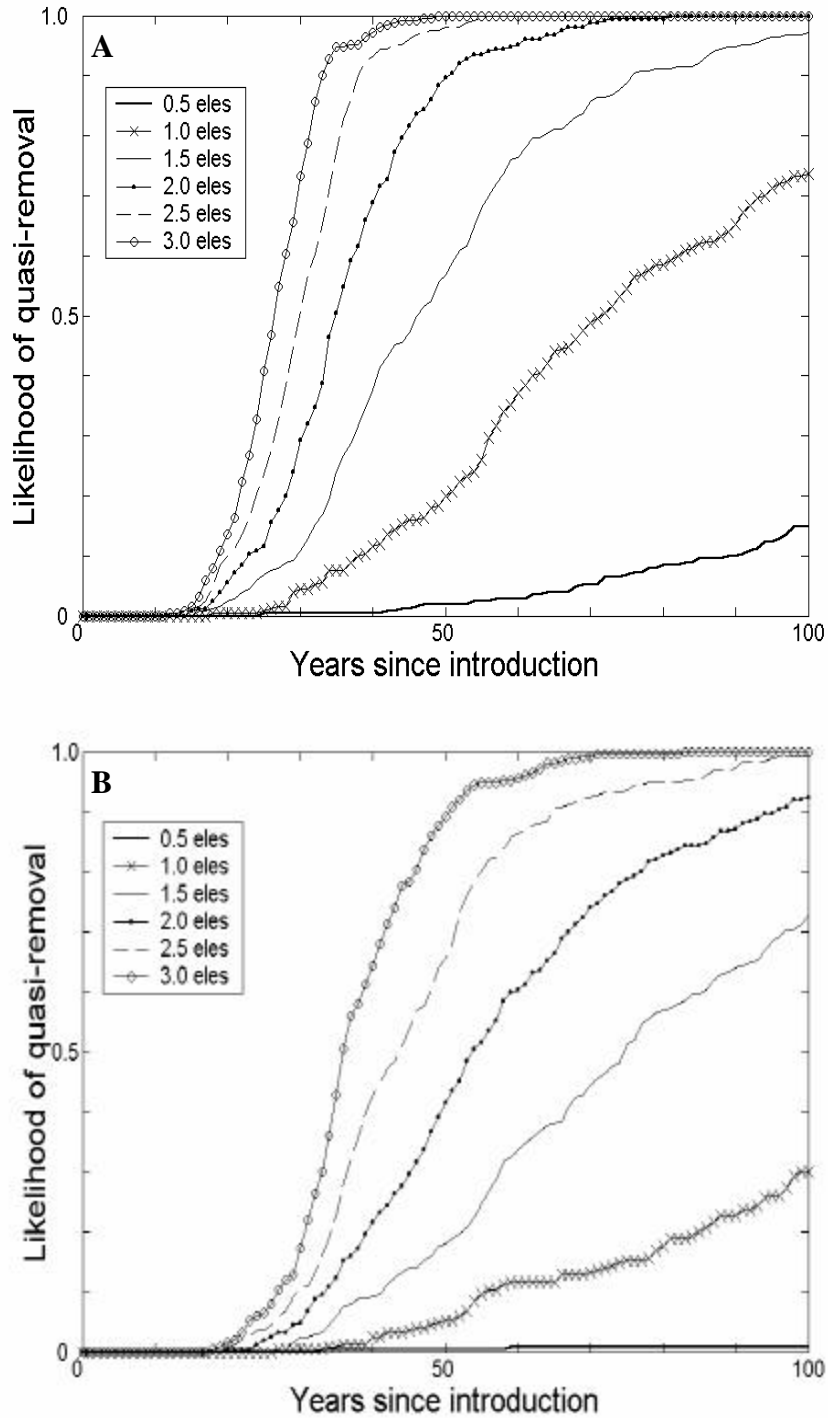 1.0
A
0.5 eles
1.0 eles
1.5 eles
2.0 eles
2.5 eles
3.0 eles
Likelihood of quasi-removal
0.5
0
0
50
100
Years since introduction
1.0
B
0.5 eles
1.0 eles
1.5 eles
2.0 eles
2.5 eles
3.0 eles
Likelihood of quasi-removal
0.5
0
0
50
100
Years since introduction